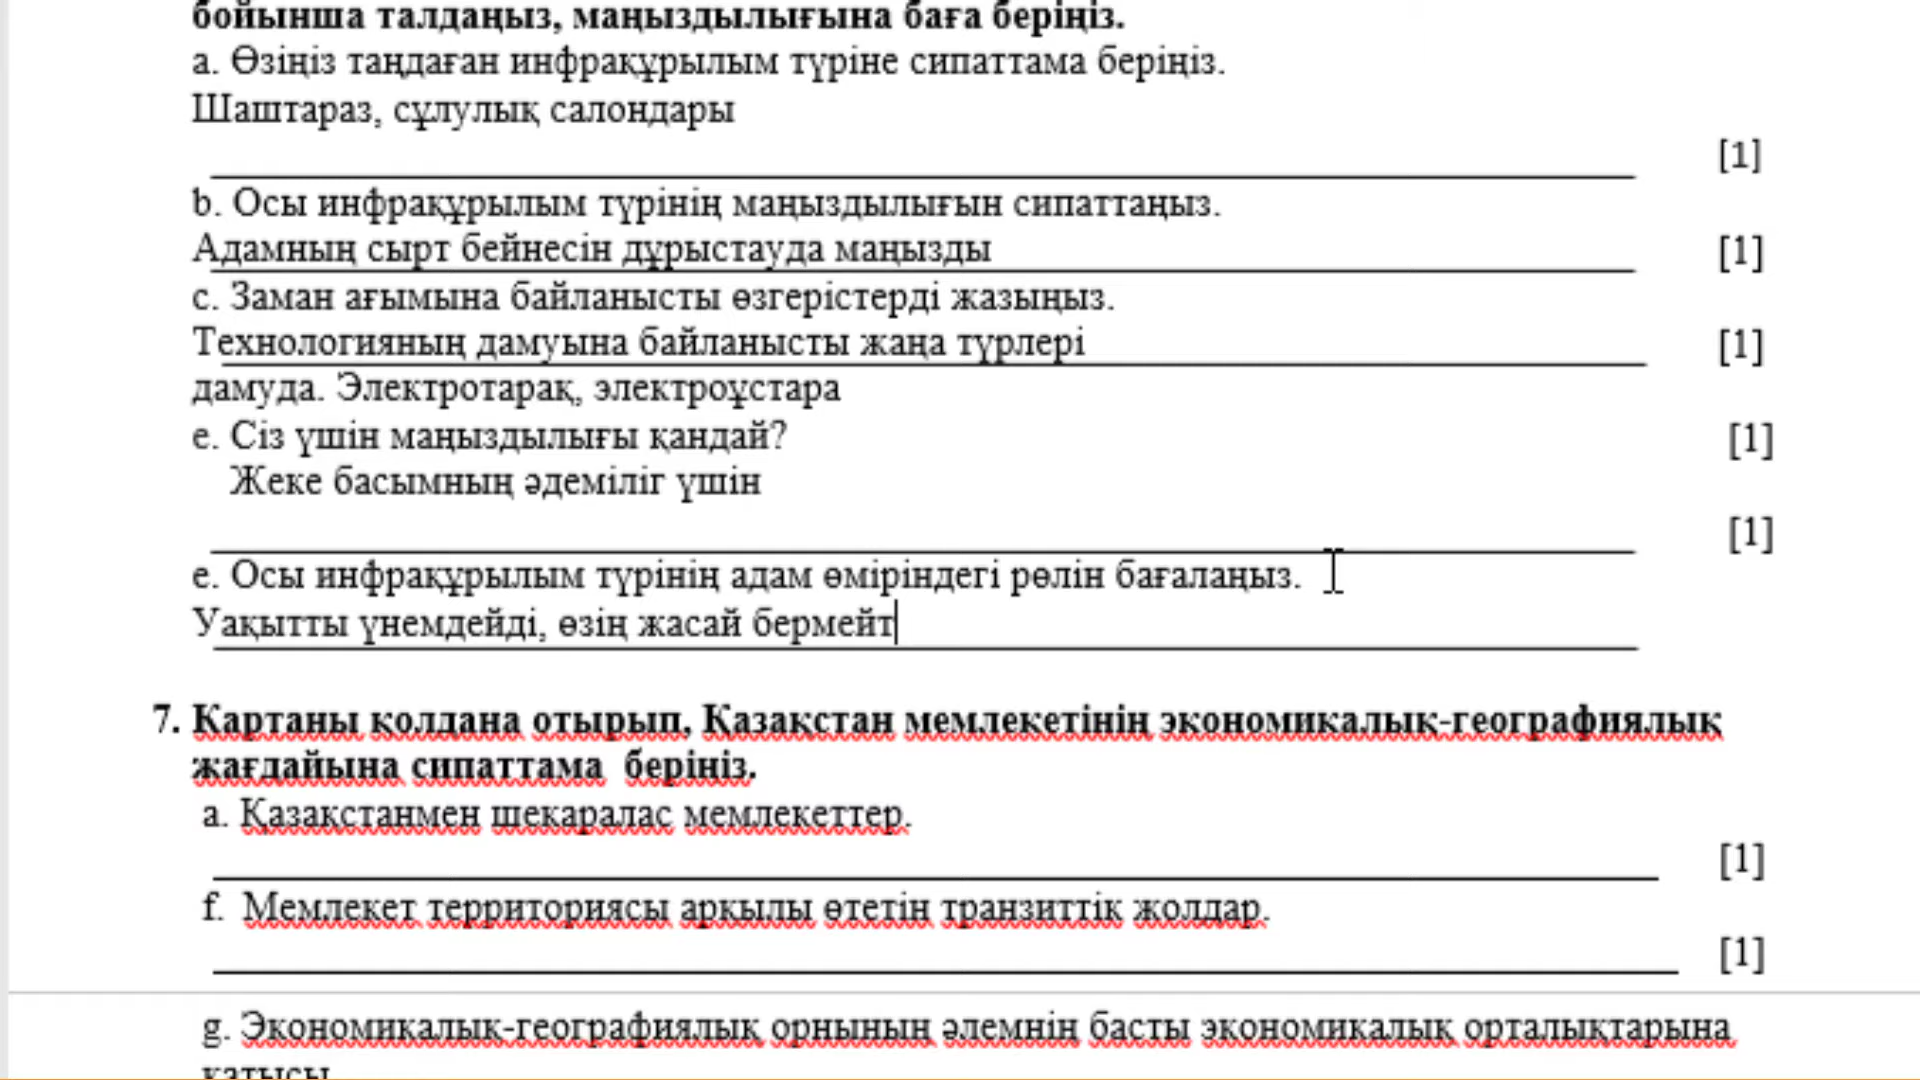 бойынша талдаңыз, маңыздылығына баға беріңіз.
a. Өзіңіз таңдаған инфрақұрылым түріне сипаттама беріңіз.
Шаштараз, сұлулық салондары
[1]
b. Осы инфрақұрылым түрінің маңыздылығын сипаттаңыз.
Адамның сырт бейнесін дұрыстауда маңызды [1]
c. Заман ағымына байланысты өзгерістерді жазыңыз.
Технологияның дамуына байланысты жаңа түрлері [1]
дамуда. Электротарақ, электроұстара
e. Сіз үшін маңыздылығы қандай? [1]
Жеке басымның әдеміліг үшін
[1]
e. Осы инфрақұрылым түрінің адам өміріндегі рөлін бағалаңыз.
Уақытты үнемдейді, өзің жасай бермейт
7. Картаны қолдана отырып, Қазақстан мемлекетінің экономикалық-географиялық
жағдайына сипаттама беріңіз.
a. Қазақстанмен шекаралас мемлекеттер.
[1]
f. Мемлекет территориясы арқылы өтетін транзиттік жолдар.
[1]
g. Экономикалық-географиялық орнының әлемнің басты экономикалық орталықтарына
қатысы